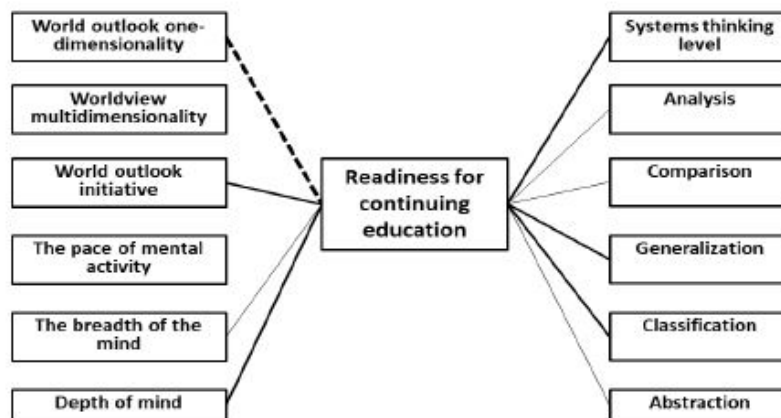 World outlook one-
dimensionality
Worldview
multidimensionality
World outlook
initiative
The pace of mental
activity
The breadth of the
mind
Depth of mind
Readiness for
continuing
education
Systems thinking
level
Analysis
Comparison
Generalization
Classification
Abstraction